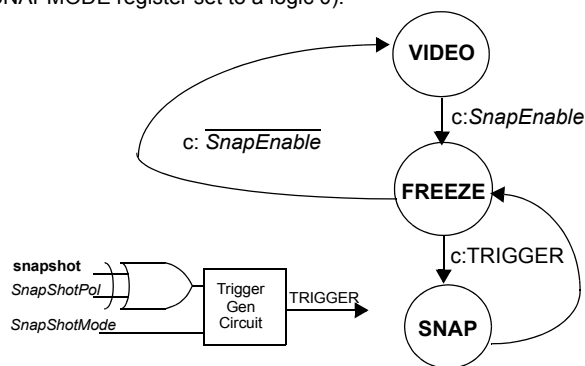 SNAPMODE register set to a logic 0).
VIDEO
c:SnapEnable
c: SnapEnable
FREEZE
c:TRIGGER
snapshot
SnapShotPol
SnapShotMode
Trigger
Gen
Circuit
TRIGGER
SNAP